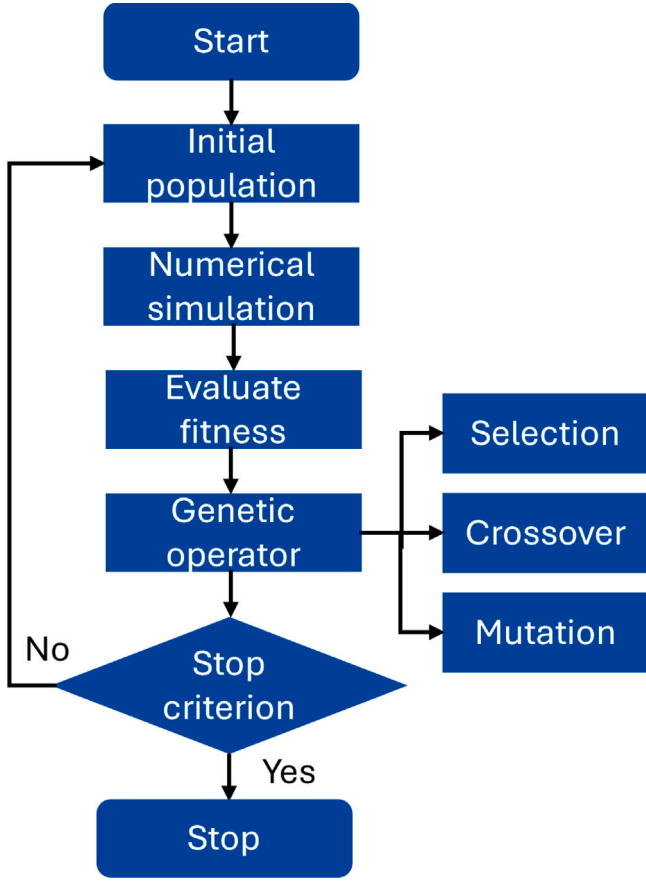 Start
Initial
population
Numerical
simulation
Evaluate
fitness
Selection
Genetic
operator
Crossover
Mutation
No
Stop
criterion
Yes
Stop